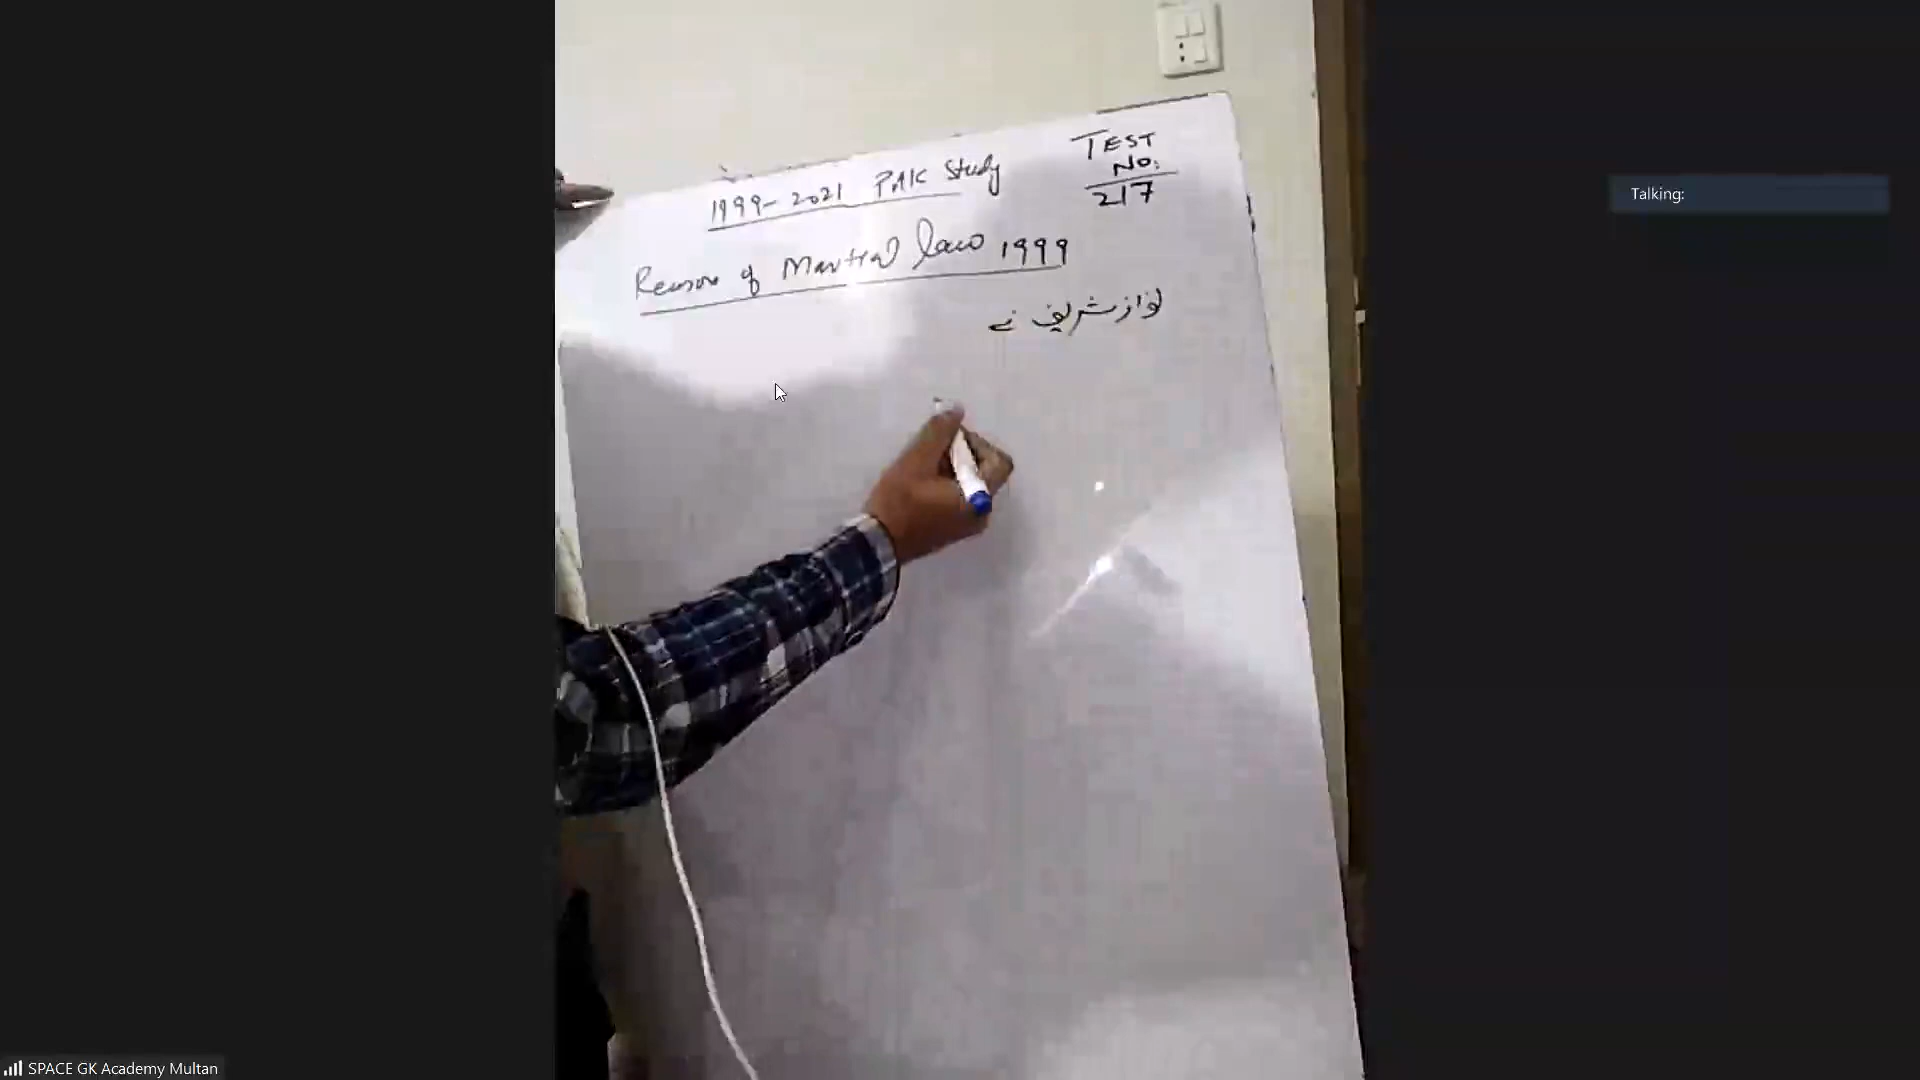 1999-2021 PAK Study
TEST
NO:
217
Reason of Martial law 1999
نواز شریف نے
Talking:
SPACE GK Academy Multan